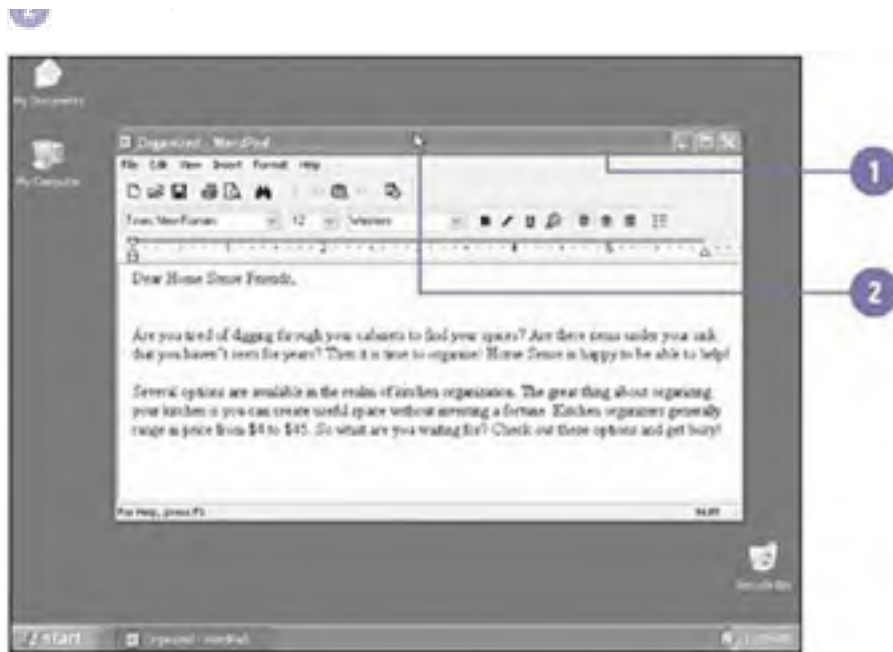 2
My Documents
My Computer
Organized - WordPad
File Edit View Insert Format Help
Times New Roman 12 Western
1 2 4 5
Dear Home Sense Friends,
Are you tired of digging through your cabinets to find your spices? Are there items under your sink
that you haven't seen for years? Then it is time to organize! Home Sense is happy to be able to help!
Several options are available in the realm of kitchen organization. The great thing about organizing
your kitchen is you can create useful space without investing a fortune. Kitchen organizers generally
range in price from $4 to $45. So what are you waiting for? Check out these options and get busy!
For Help, press F1
NUM
Recycle Bin
start
Organized - WordPad
1
2